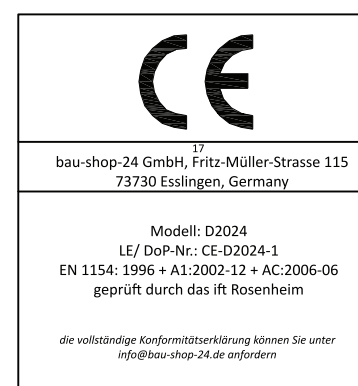 CE
17
bau-shop-24 GmbH, Fritz-Müller-Strasse 115
73730 Esslingen, Germany
Modell: D2024
LE/ DoP-Nr.: CE-D2024-1
EN 1154: 1996 + A1:2002-12 + AC:2006-06
geprüft durch das ift Rosenheim
die vollständige Konformitätserklärung können Sie unter
info@bau-shop-24.de anfordern